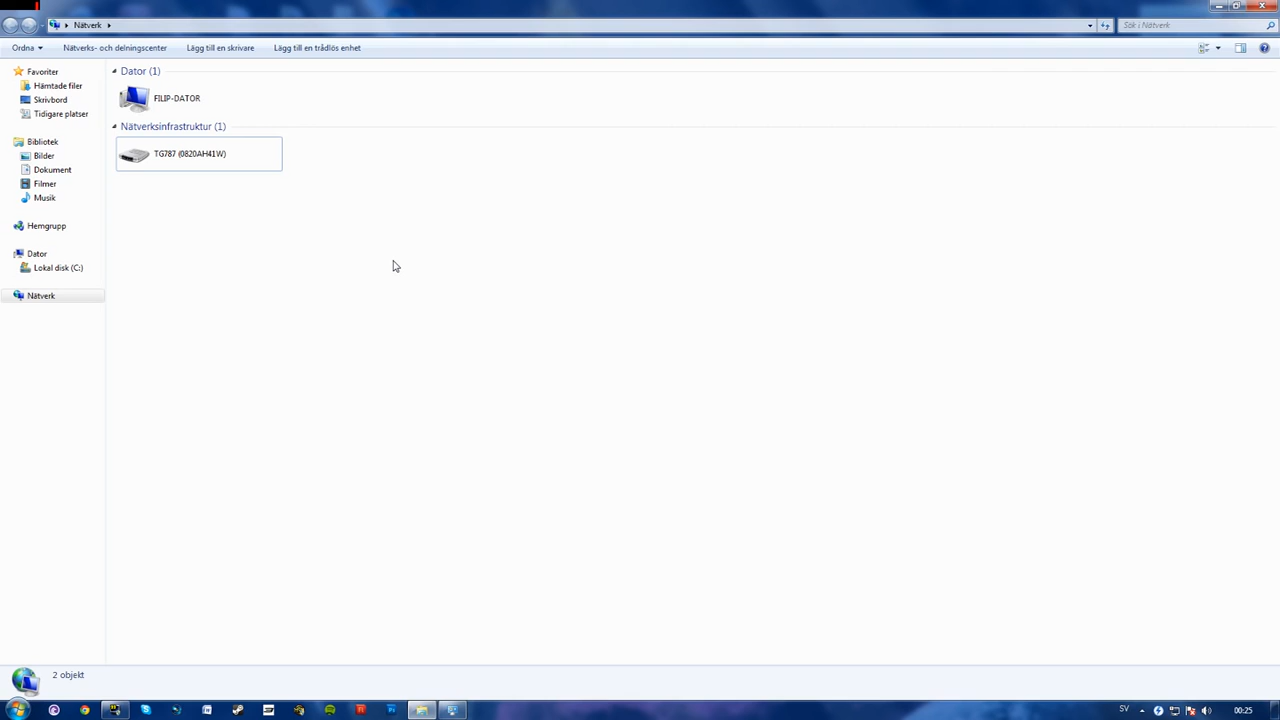 Nätverk
Sök i Nätverk
Ordna
Nätverks- och delningscenter
Lägg till en skrivare
Lägg till en trådlös enhet
Favoriter
Hämtade filer
Skrivbord
Tidigare platser
Bibliotek
Bilder
Dokument
Filmer
Musik
Hemgrupp
Dator
Lokal disk (C:)
Nätverk
Dator (1)
FILIP-DATOR
Nätverksinfrastruktur (1)
TG787 (0820AH41W)
2 objekt
SV
00:25